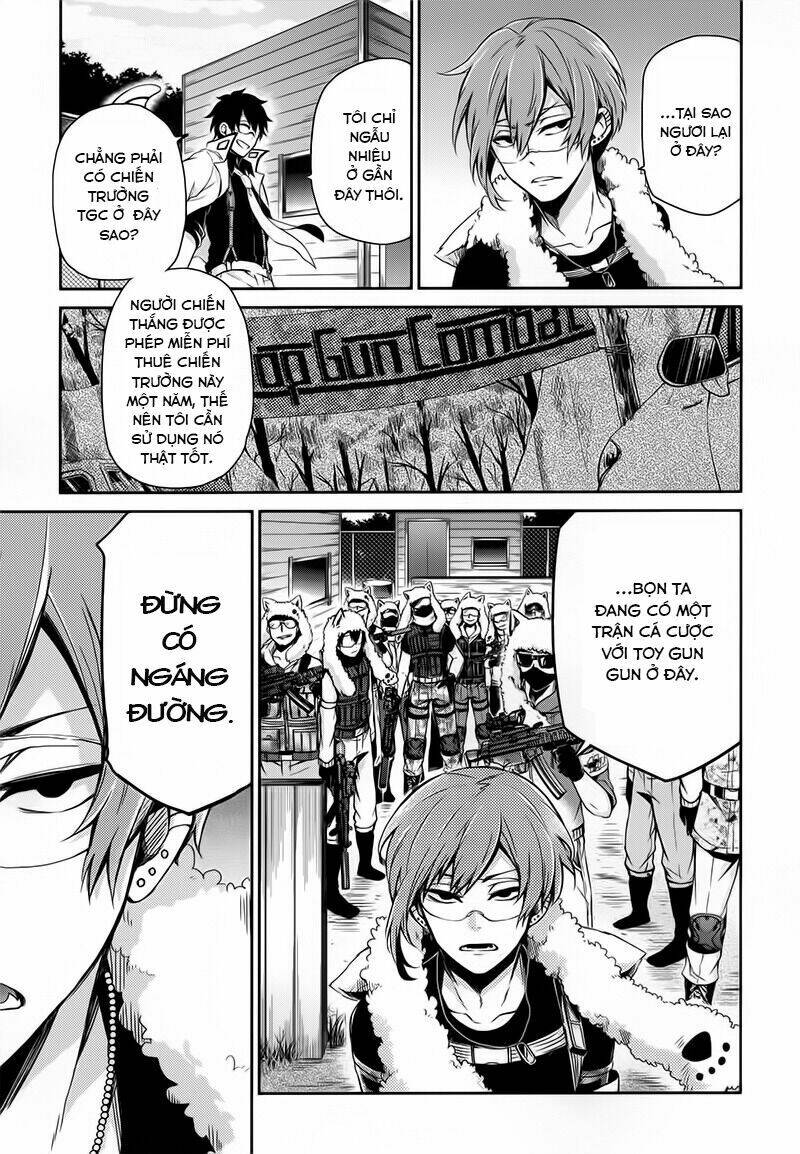 ...TẠI SAO
NGƯƠI LẠI
Ở ĐÂY?
TÔI CHỈ
NGẪU
NHIÊU
Ở GẦN
ĐÂY THÔI.
CHẲNG PHẢI
CÓ CHIẾN
TRƯỜNG
TGC Ở ĐÂY
SAO?
NGƯỜI CHIẾN
THẮNG ĐƯỢC
PHÉP MIỄN PHÍ
THUÊ CHIẾN
TRƯỜNG NÀY
MỘT NĂM, THẾ
NÊN TÔI CẦN
SỬ DỤNG NÓ
THẬT TỐT.
op Gun Combat
...BỌN TA
ĐANG CÓ MỘT
TRẬN CÁ CƯỢC
VỚI TOY GUN
GUN Ở ĐÂY.
ĐỪNG
CÓ
NGÁNG
ĐƯỜNG.